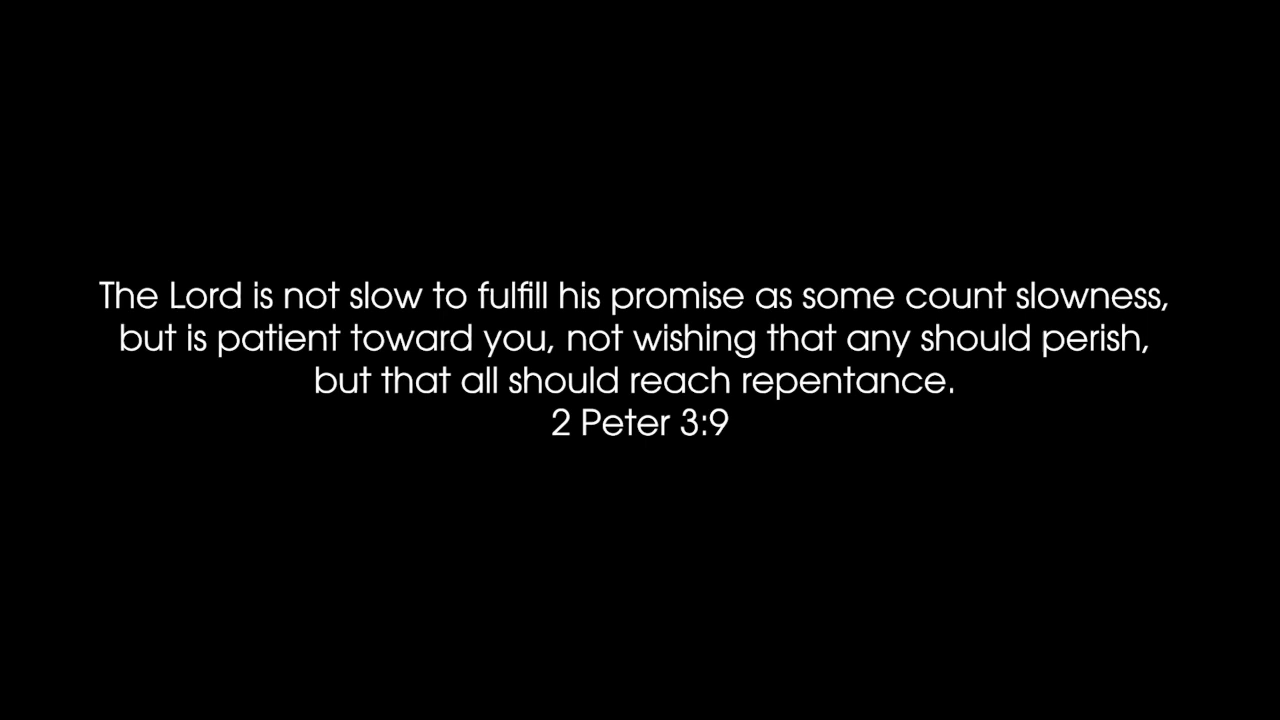 The Lord is not slow to fulfill his promise as some count slowness,
but is patient toward you, not wishing that any should perish,
but that all should reach repentance.
2 Peter 3:9